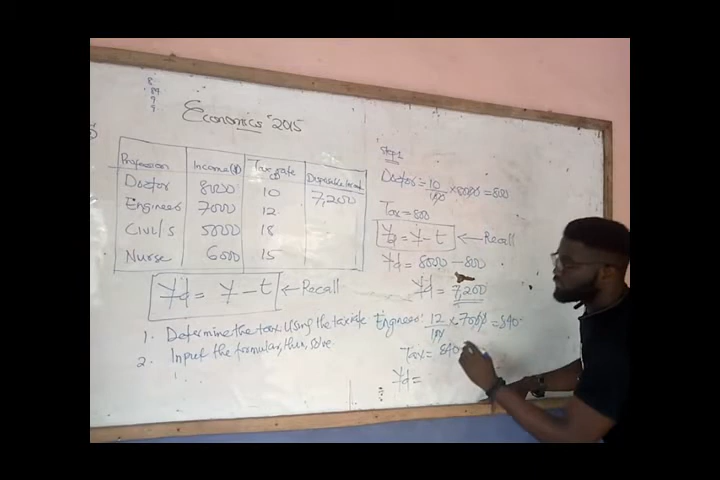 Economics 2015
Profession Income($) Tax rate Disposable Income
Doctor 8000 10 7,200
Engineer 7000 12
Civil/s 5000 18
Nurse 6000 15
Yd = Y - t ← Recall
1. Determine the tax using the tax rate
2. Input the formular, thus, solve
Step 1
Doctor = 10/100 × 8000 = 800
Tax = 800
Yd = Y - t ← Recall
Yd = 8000 - 800
Yd = 7,200
Engineer: 12/100 × 7000 = 840
Tax = 840
Yd =